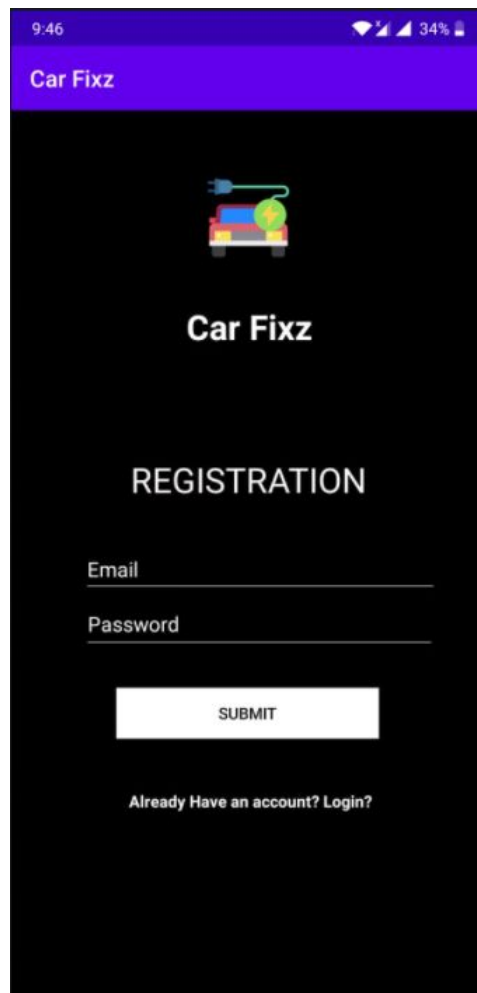 9:46 34%
Car Fixz
Car Fixz
REGISTRATION
Email
Password
SUBMIT
Already Have an account? Login?